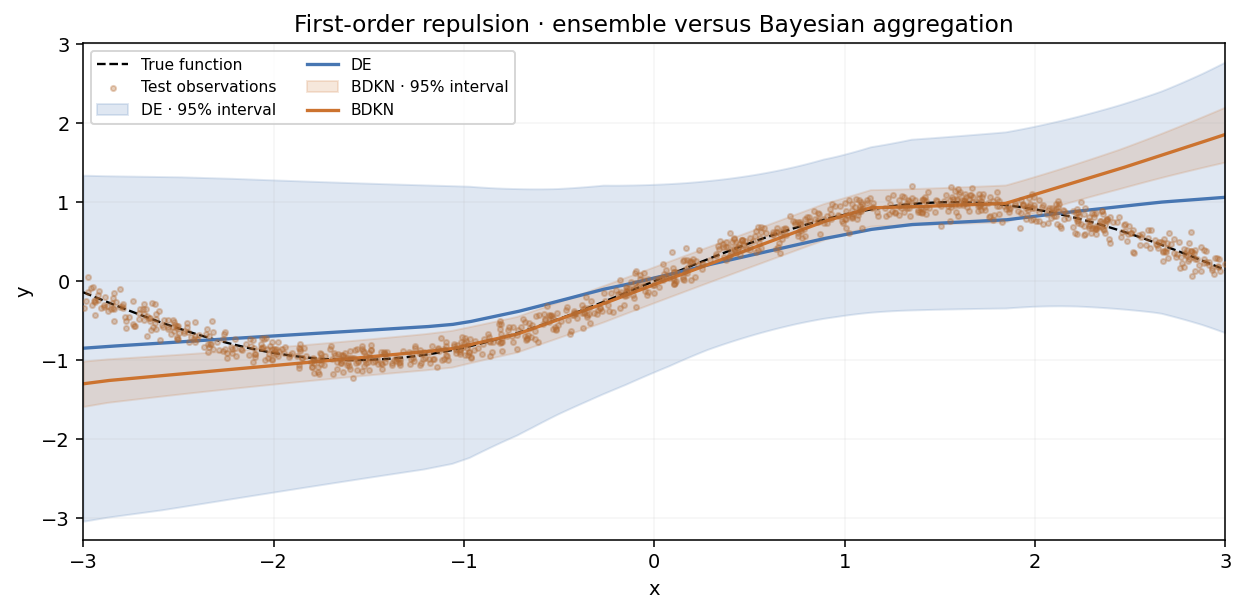 First-order repulsion · ensemble versus Bayesian aggregation
True function
Test observations
DE · 95% interval
DE
BDKN · 95% interval
BDKN
3
2
1
0
−1
−2
−3
y
−3
−2
−1
0
1
2
3
x